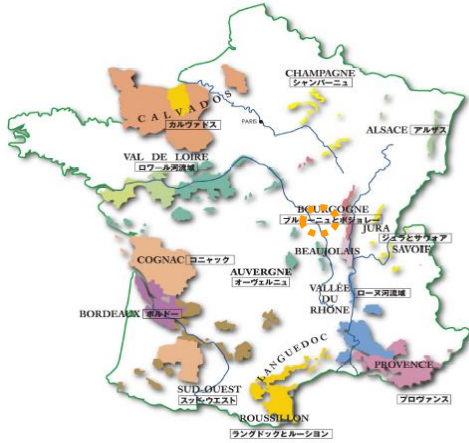 CHAMPAGNE
シャンパーニュ
CALVADOS
カルヴァドス
PARIS
ALSACE アルザス
VAL DE LOIRE
ロワール河流域
BOURGOGNE
ブルゴーニュとボジョレー
JURA
ジュラとサヴォア
SAVOIE
BEAUJOLAIS
COGNAC コニャック
AUVERGNE
オーヴェルニュ
VALLÉE
DU
RHÔNE
ローヌ河流域
BORDEAUX ボルドー
LANGUEDOC
PROVENCE
プロヴァンス
SUD-OUEST
スッド・ウエスト
ROUSSILLON
ラングドックとルーシヨン